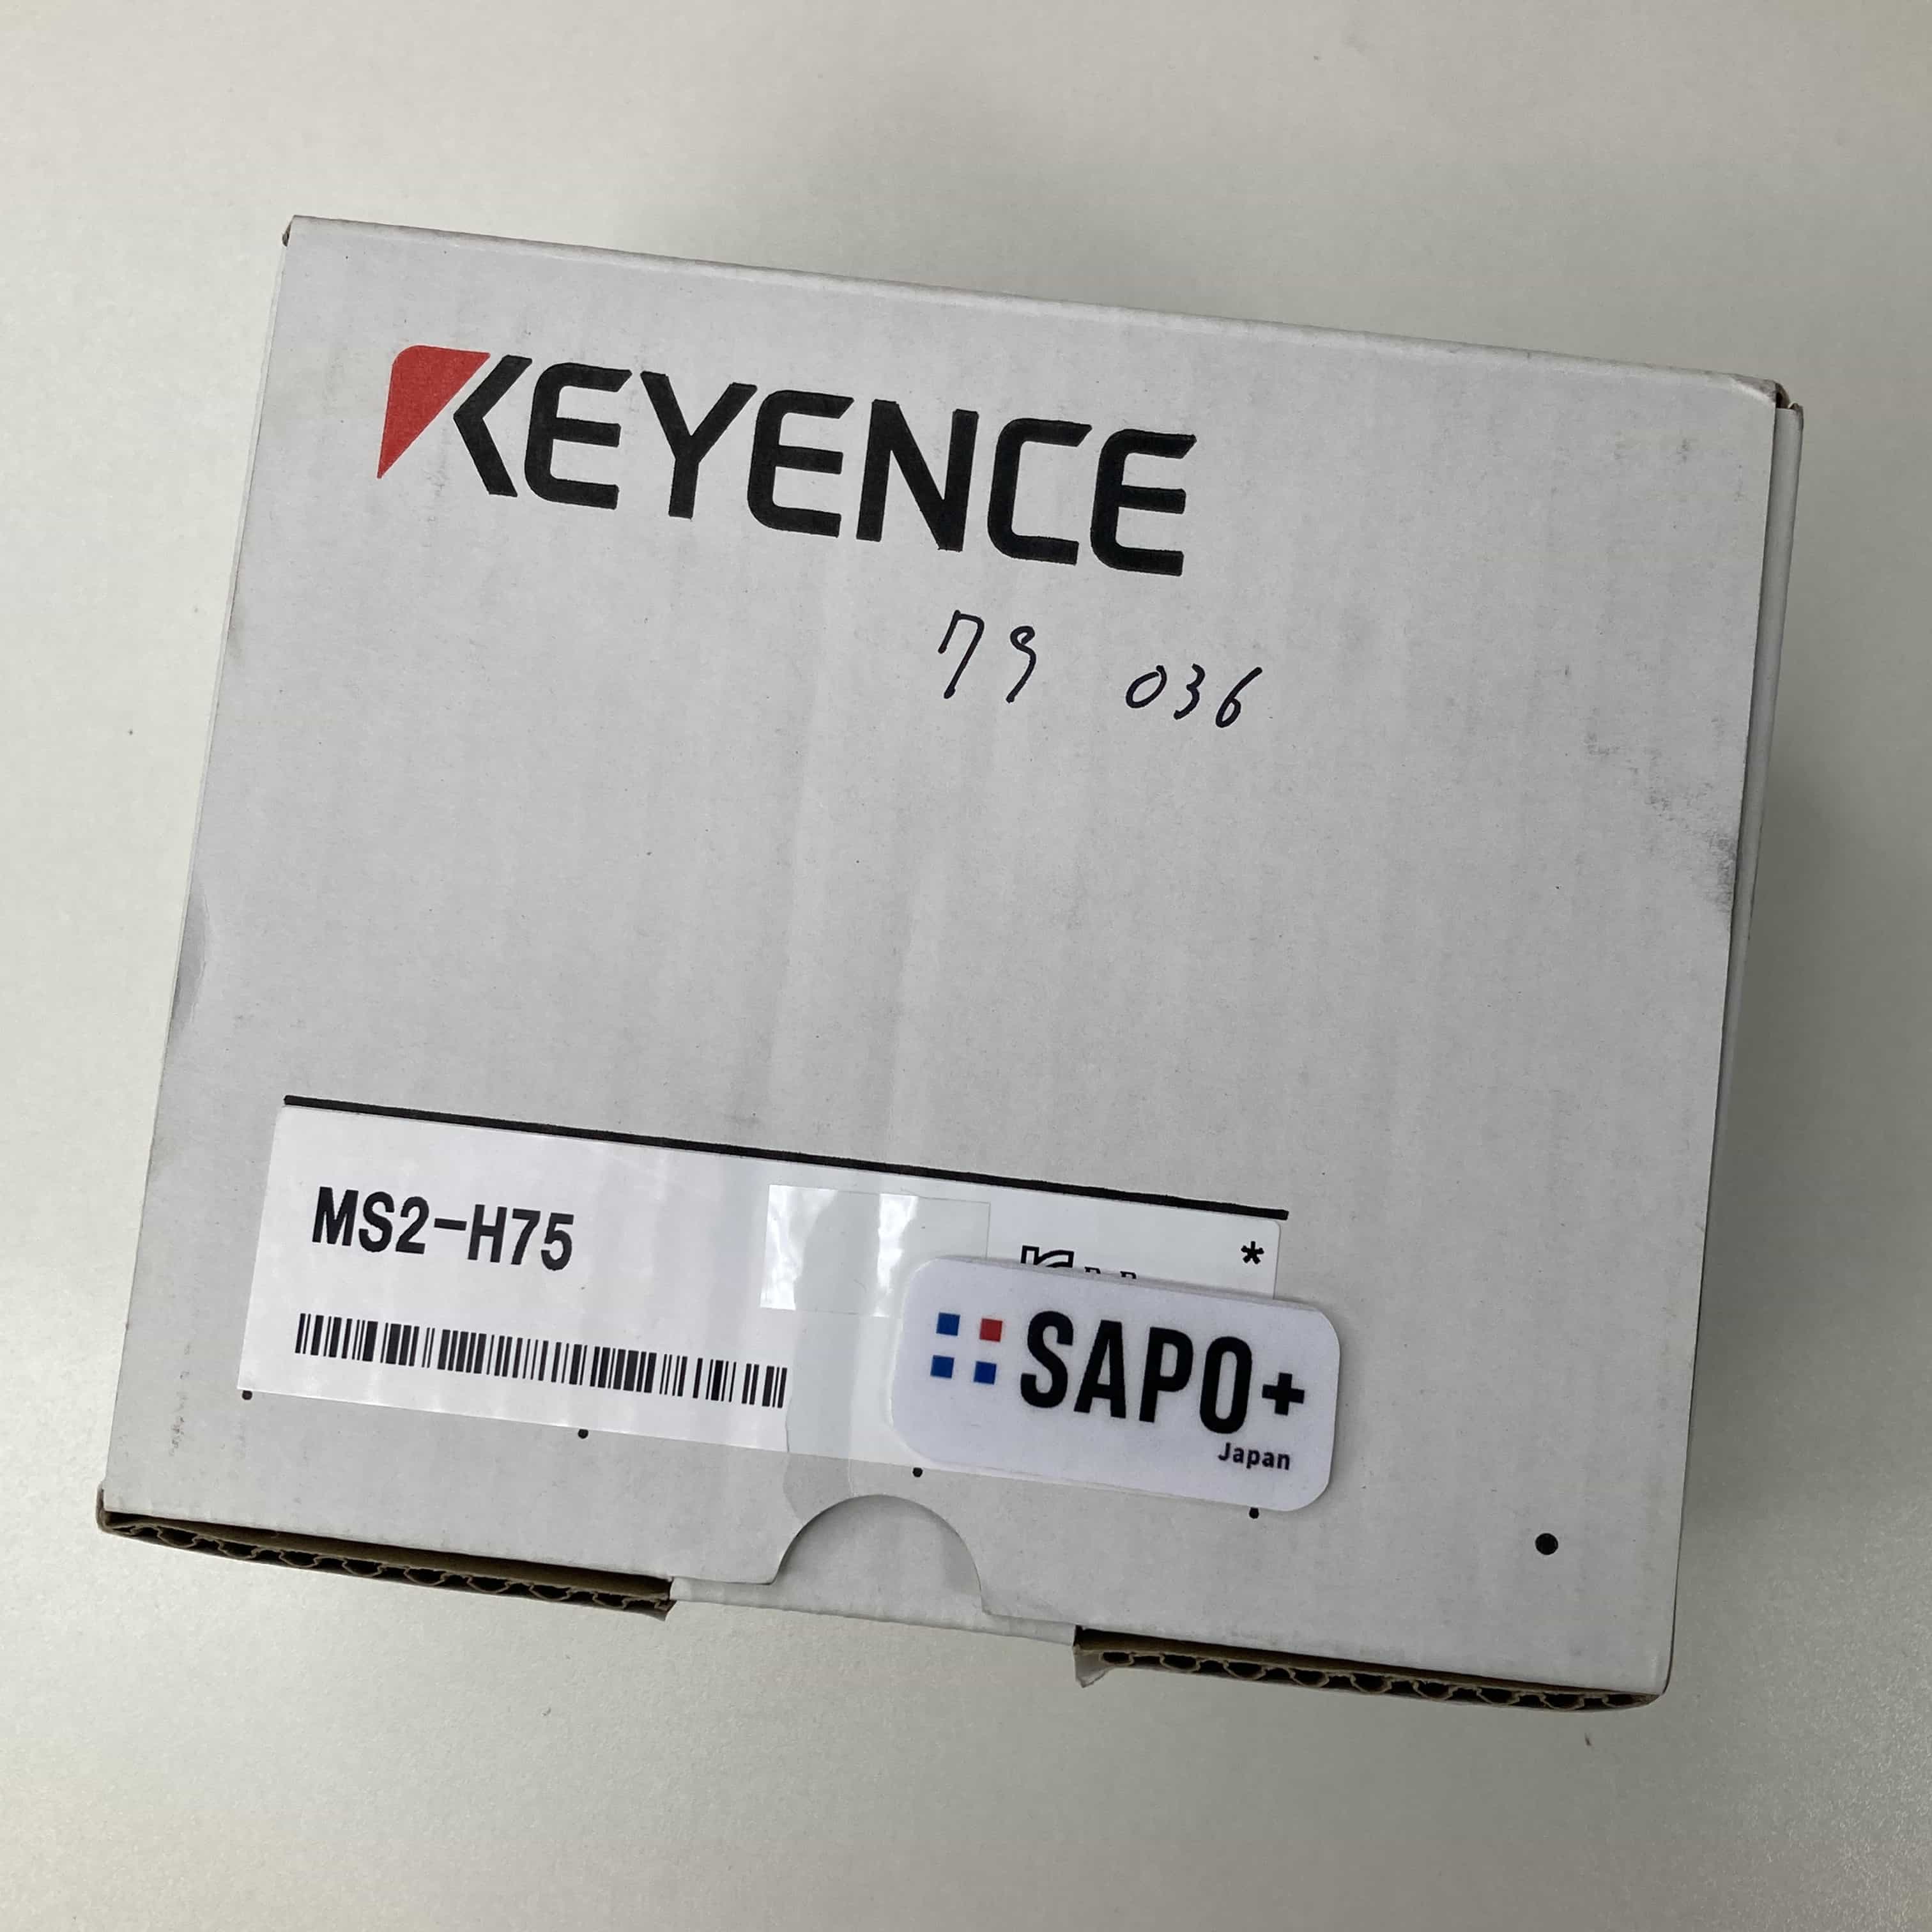 KEYENCE
79 036
MS2-H75
*
SAPO+
Japan